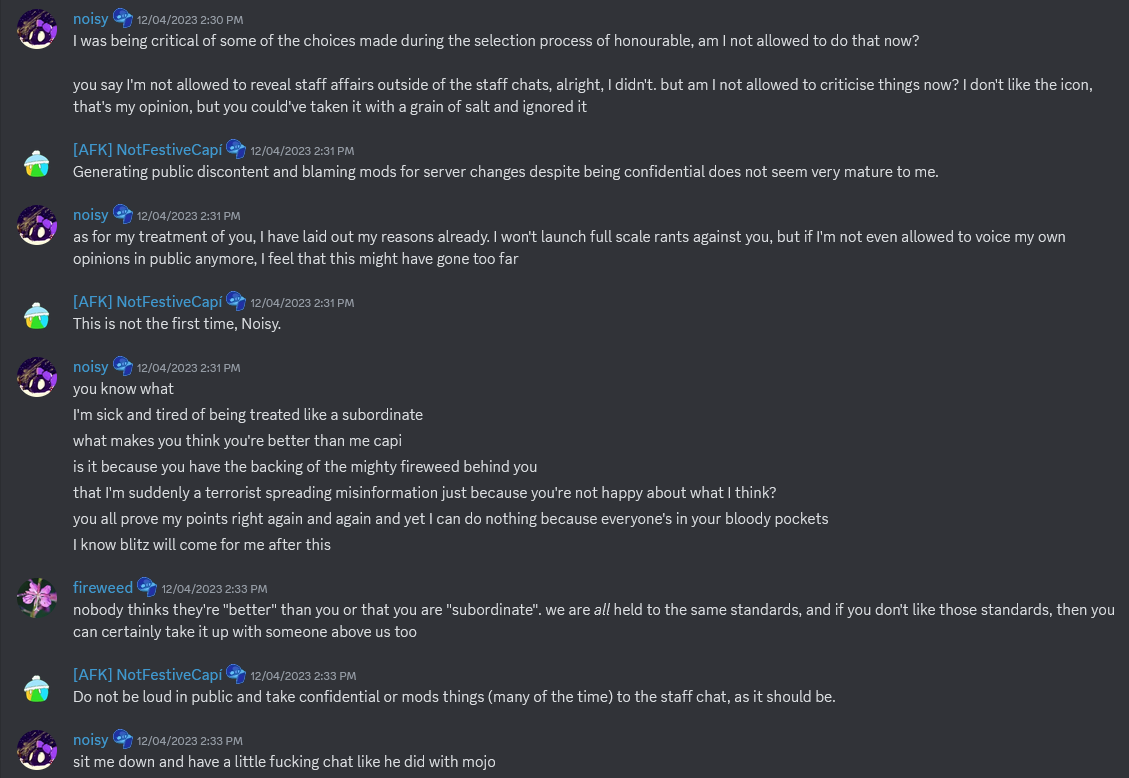 noisy 12/04/2023 2:30 PM
I was being critical of some of the choices made during the selection process of honourable, am I not allowed to do that now?
you say I'm not allowed to reveal staff affairs outside of the staff chats, alright, I didn't. but am I not allowed to criticise things now? I don't like the icon,
that's my opinion, but you could've taken it with a grain of salt and ignored it
[AFK] NotFestiveCapí 12/04/2023 2:31 PM
Generating public discontent and blaming mods for server changes despite being confidential does not seem very mature to me.
noisy 12/04/2023 2:31 PM
as for my treatment of you, I have laid out my reasons already. I won't launch full scale rants against you, but if I'm not even allowed to voice my own
opinions in public anymore, I feel that this might have gone too far
[AFK] NotFestiveCapí 12/04/2023 2:31 PM
This is not the first time, Noisy.
noisy 12/04/2023 2:31 PM
you know what
I'm sick and tired of being treated like a subordinate
what makes you think you're better than me capi
is it because you have the backing of the mighty fireweed behind you
that I'm suddenly a terrorist spreading misinformation just because you're not happy about what I think?
you all prove my points right again and again and yet I can do nothing because everyone's in your bloody pockets
I know blitz will come for me after this
fireweed 12/04/2023 2:33 PM
nobody thinks they're "better" than you or that you are "subordinate". we are all held to the same standards, and if you don't like those standards, then you
can certainly take it up with someone above us too
[AFK] NotFestiveCapí 12/04/2023 2:33 PM
Do not be loud in public and take confidential or mods things (many of the time) to the staff chat, as it should be.
noisy 12/04/2023 2:33 PM
sit me down and have a little fucking chat like he did with mojo